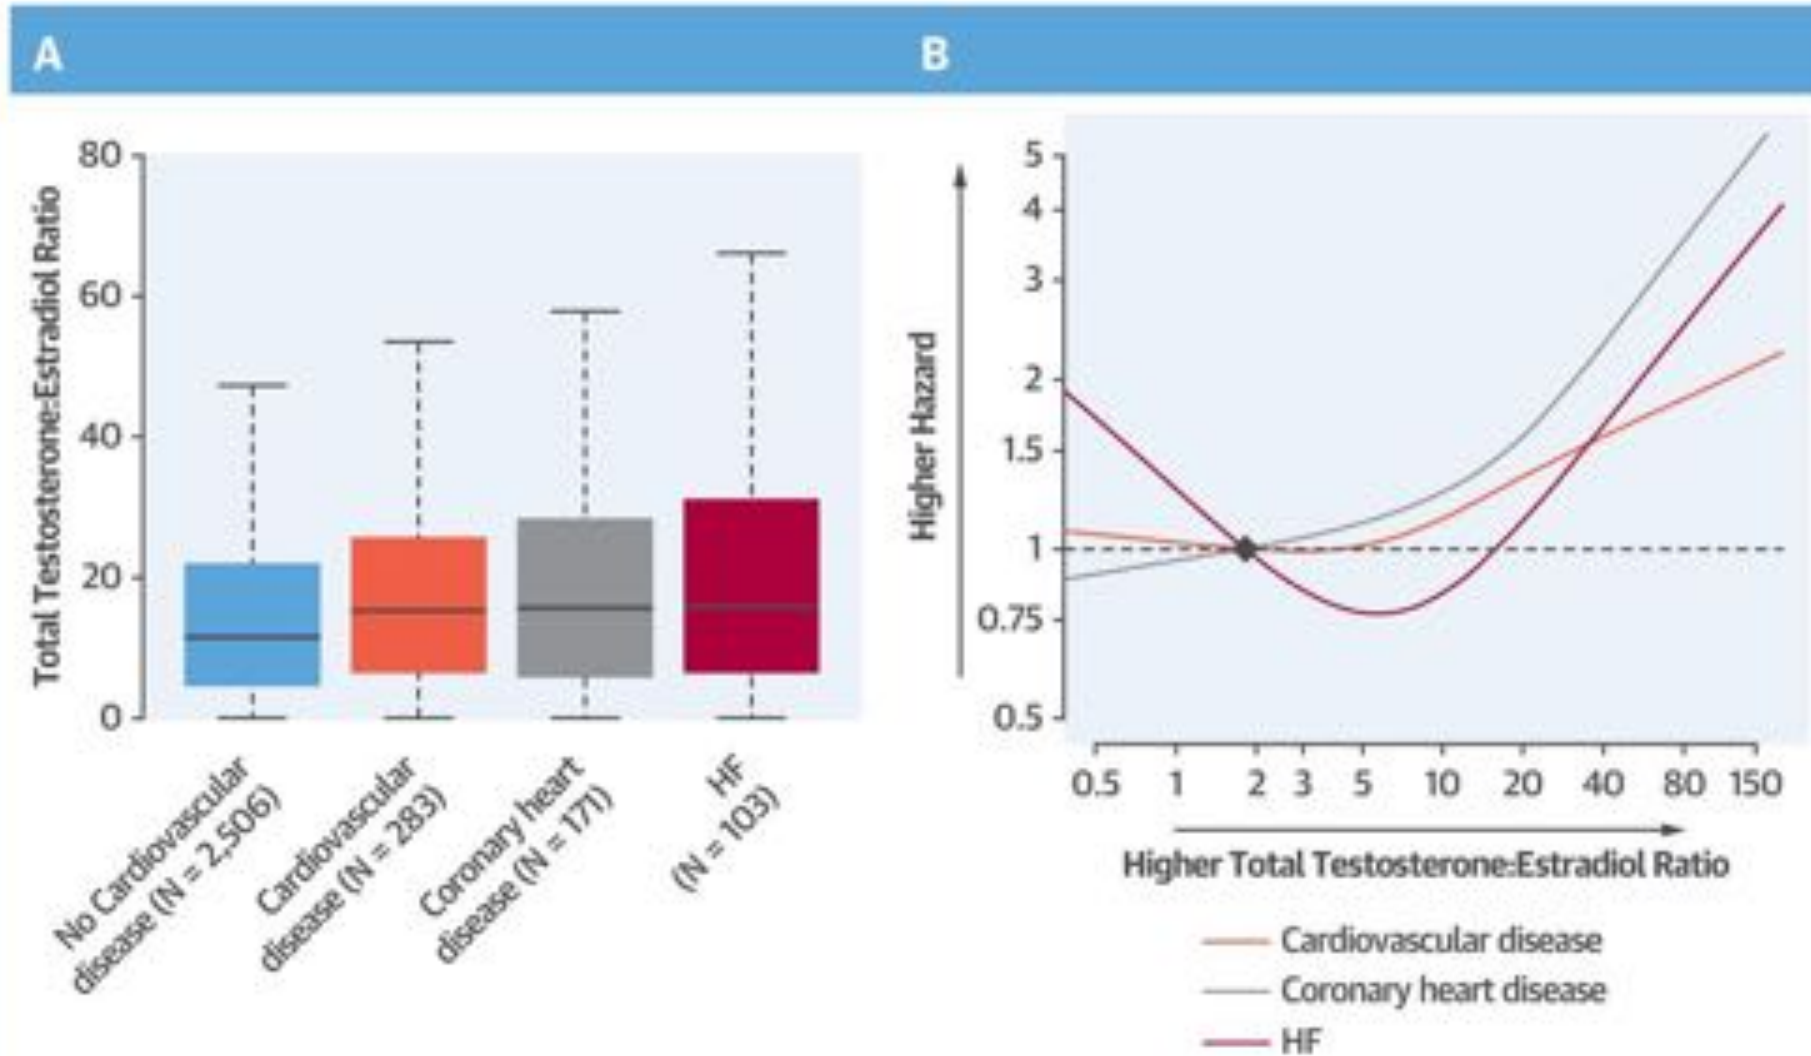 A
B
Total Testosterone:Estradiol Ratio
80
60
40
20
0
No Cardiovascular
disease (N = 2,506)
Cardiovascular
disease (N = 283)
Coronary heart
disease (N = 171)
HF
(N = 103)
Higher Hazard
5
4
3
2
1.5
1
0.75
0.5
0.5 1 2 3 5 10 20 40 80 150
Higher Total Testosterone:Estradiol Ratio
Cardiovascular disease
Coronary heart disease
HF